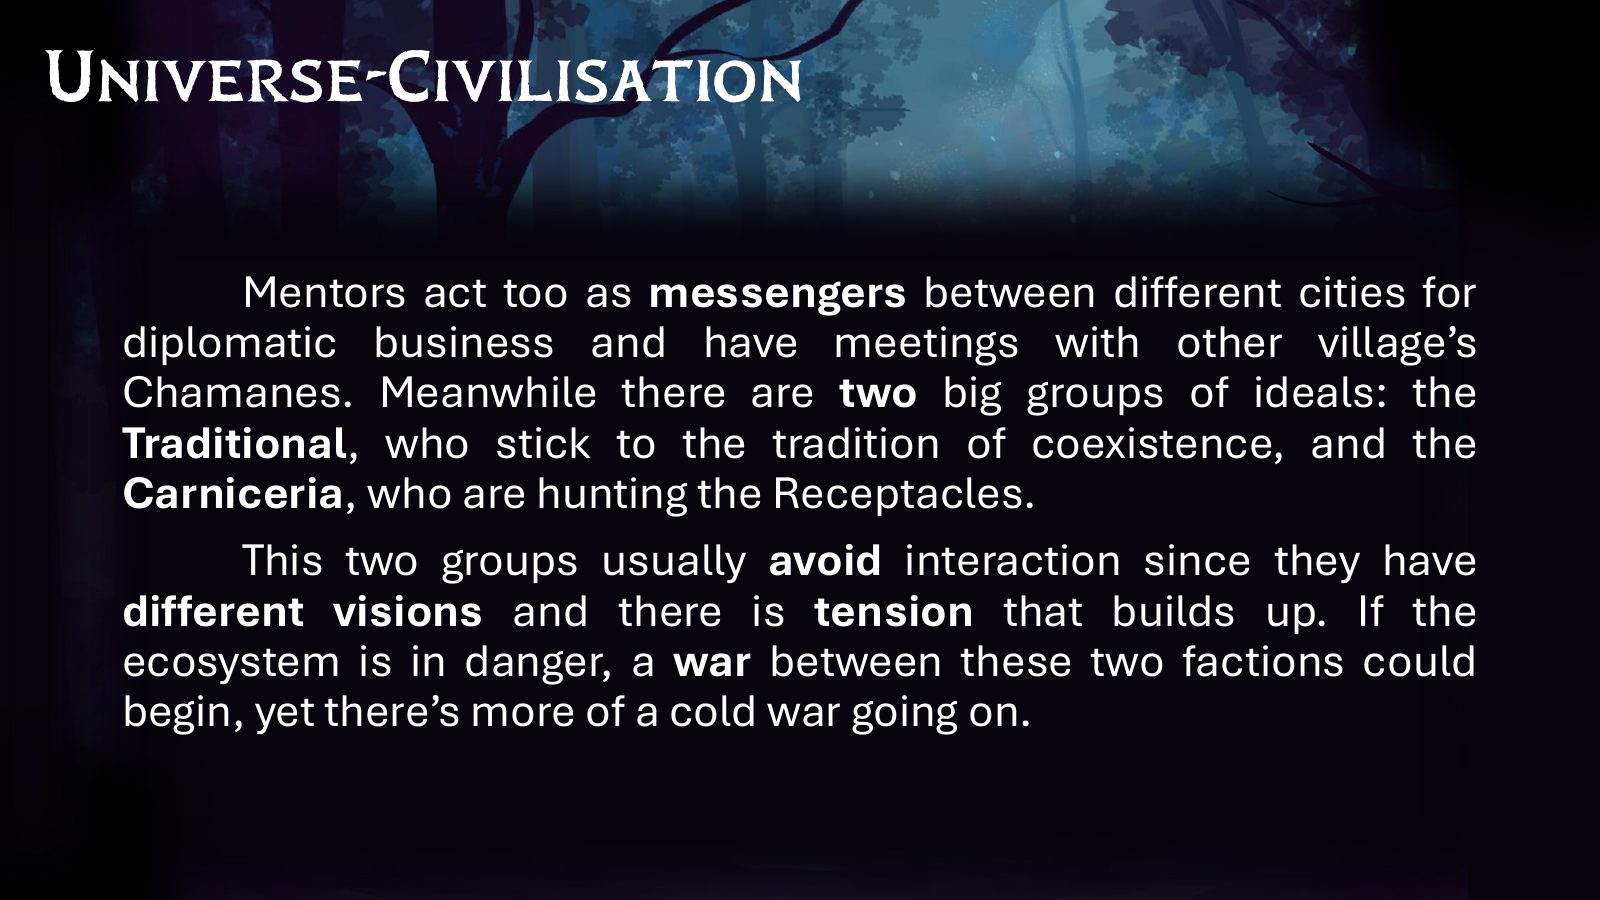 Universe-Civilisation
Mentors act too as messengers between different cities for
diplomatic business and have meetings with other village’s
Chamanes. Meanwhile there are two big groups of ideals: the
Traditional, who stick to the tradition of coexistence, and the
Carniceria, who are hunting the Receptacles.
This two groups usually avoid interaction since they have
different visions and there is tension that builds up. If the
ecosystem is in danger, a war between these two factions could
begin, yet there’s more of a cold war going on.